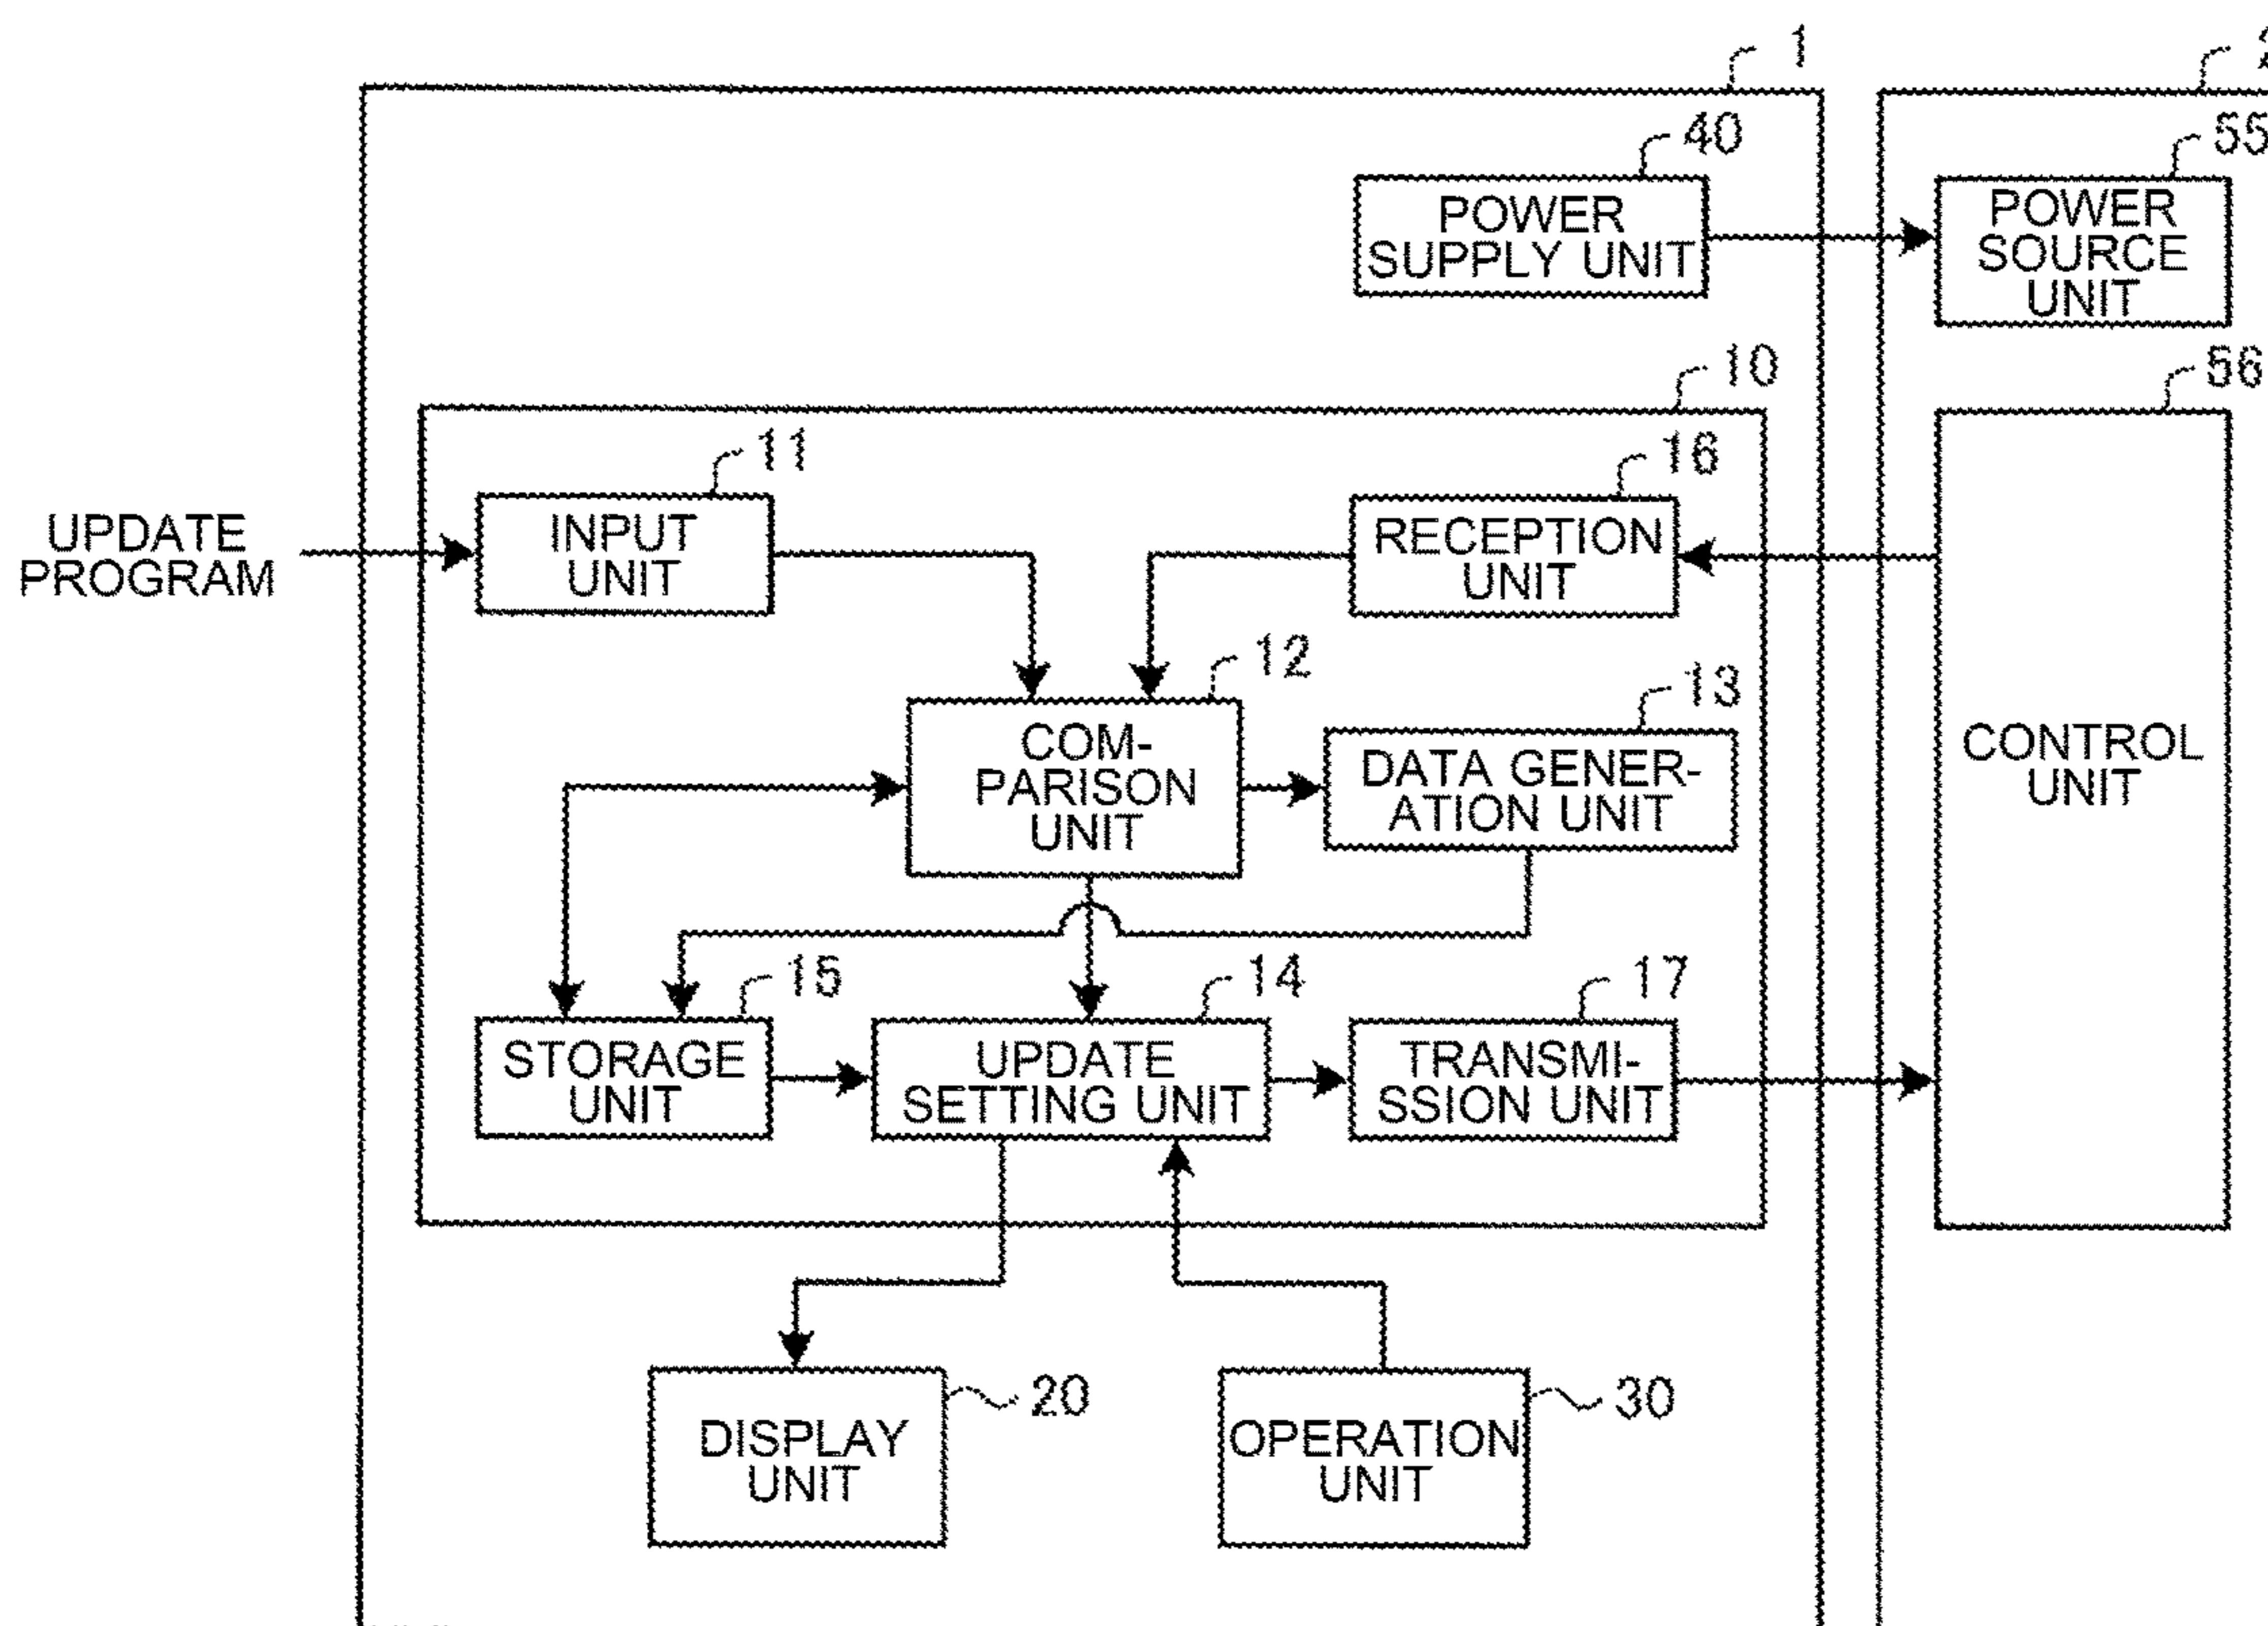 1
2
40
55
POWER
SUPPLY UNIT
POWER
SOURCE
UNIT
10
56
11
16
UPDATE
PROGRAM
INPUT
UNIT
RECEPTION
UNIT
12
13
COM-
PARISON
UNIT
DATA GENER-
ATION UNIT
CONTROL
UNIT
15
14
17
STORAGE
UNIT
UPDATE
SETTING UNIT
TRANSMI-
SSION UNIT
20
30
DISPLAY
UNIT
OPERATION
UNIT